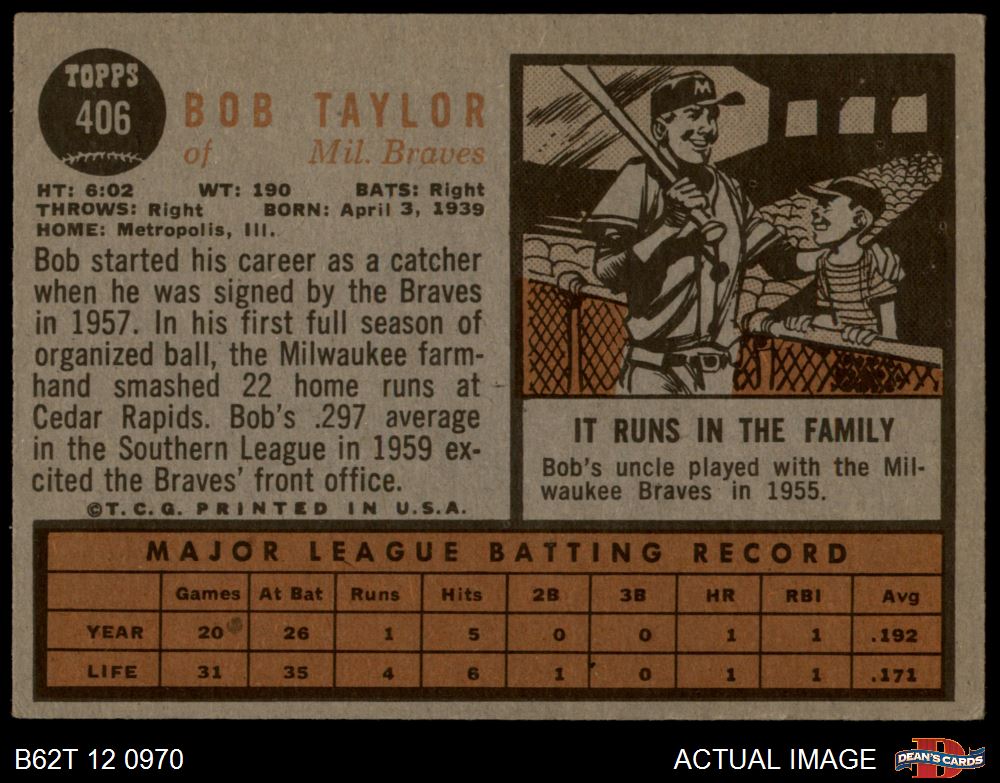 TOPPS
406
BOB TAYLOR
of Mil. Braves
HT: 6:02 WT: 190 BATS: Right
THROWS: Right BORN: April 3, 1939
HOME: Metropolis, Ill.
Bob started his career as a catcher
when he was signed by the Braves
in 1957. In his first full season of
organized ball, the Milwaukee farm-
hand smashed 22 home runs at
Cedar Rapids. Bob's .297 average
in the Southern League in 1959 ex-
cited the Braves' front office.
©T.C.G. PRINTED IN U.S.A.
M
IT RUNS IN THE FAMILY
Bob's uncle played with the Mil-
waukee Braves in 1955.
MAJOR LEAGUE BATTING RECORD
Games At Bat Runs Hits 2B 3B HR RBI Avg
YEAR 20 26 1 5 0 0 1 1 .192
LIFE 31 35 4 6 1 0 1 1 .171
B62T 12 0970
ACTUAL IMAGE
D
DEAN'S CARDS